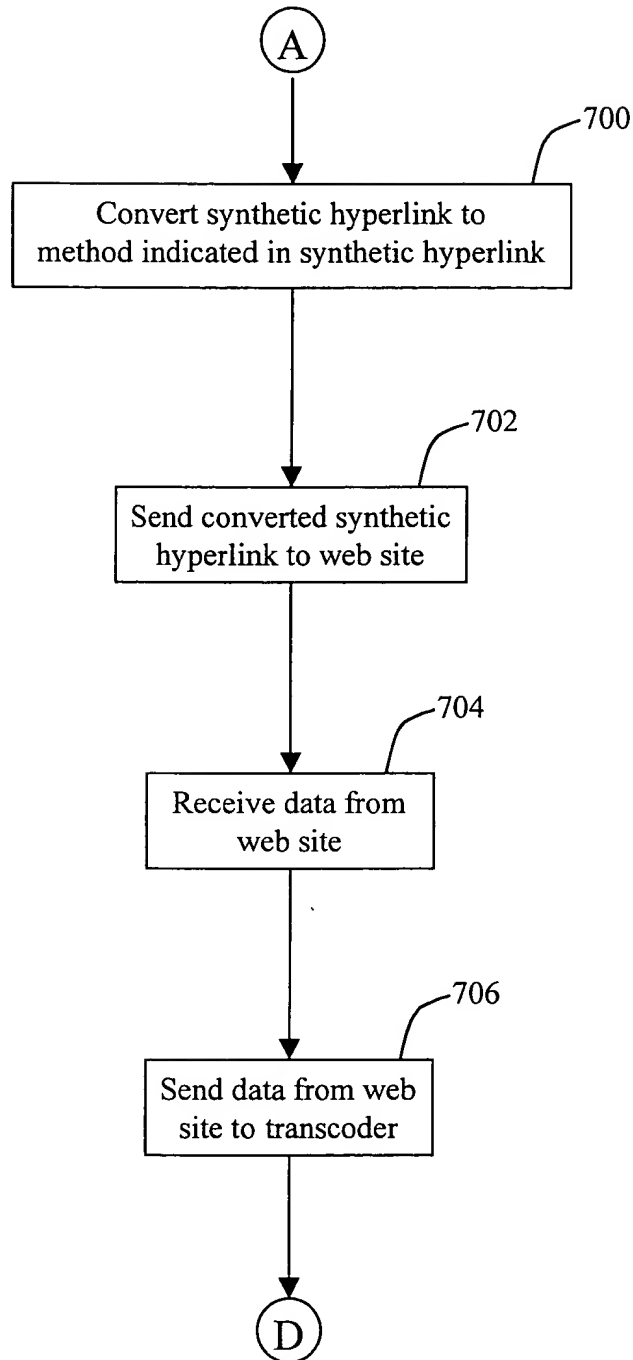 A
700
Convert synthetic hyperlink to
method indicated in synthetic hyperlink
702
Send converted synthetic
hyperlink to web site
704
Receive data from
web site
706
Send data from web
site to transcoder
D